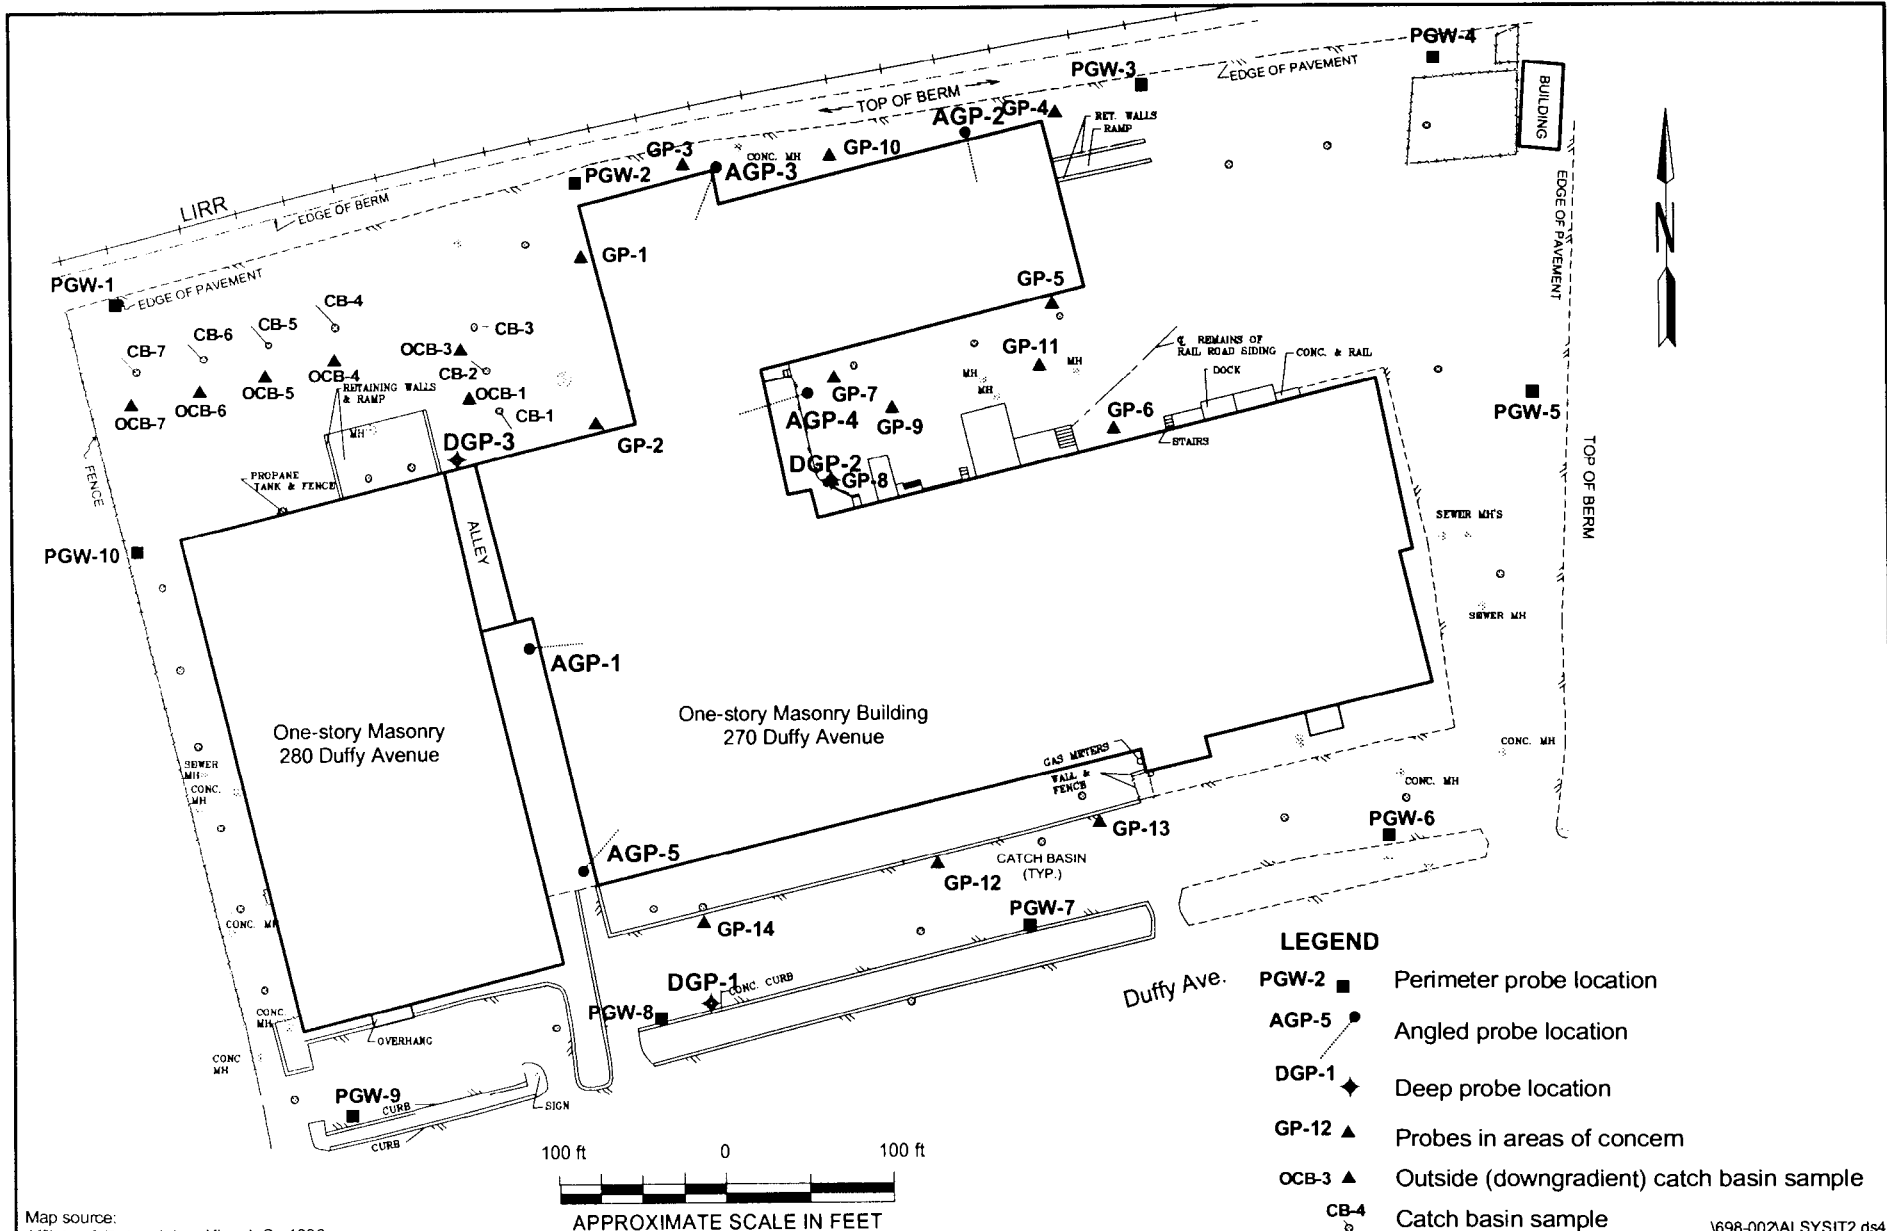 PGW-4
PGW-3
EDGE OF PAVEMENT
BUILDING
TOP OF BERM
AGP-2
GP-4
RET. WALLS
RAMP
GP-3
CONC. MH
GP-10
AGP-3
PGW-2
LIRR
EDGE OF BERM
EDGE OF PAVEMENT
N
GP-1
PGW-1
EDGE OF PAVEMENT
GP-5
CB-4
CB-5
CB-6
CB-7
CB-3
OCB-3
CB-2
OCB-4
OCB-5
OCB-6
OCB-7
OCB-1
CB-1
RETAINING WALLS
& RAMP
MH
GP-2
DGP-3
GP-11
MH
MH
MH
℄ REMAINS OF
RAIL ROAD SIDING
CONC. & RAIL
DOCK
GP-7
AGP-4
GP-9
GP-6
STAIRS
PGW-5
DGP-2
GP-8
FENCE
PROPANE
TANK & FENCE
TOP OF BERM
SEWER MH'S
ALLEY
PGW-10
SEWER MH
AGP-1
One-story Masonry
280 Duffy Avenue
One-story Masonry Building
270 Duffy Avenue
GAS METERS
WALL &
FENCE
CONC. MH
SEWER
MH
CONC.
MH
CONC. MH
PGW-6
GP-13
AGP-5
CATCH BASIN
(TYP.)
GP-12
CONC. MH
GP-14
PGW-7
DGP-1
CONC. CURB
PGW-8
Duffy Ave.
CONC
MH
OVERHANG
CONC
MH
PGW-9
CURB
SIGN
CURB
LEGEND
PGW-2 Perimeter probe location
AGP-5 Angled probe location
DGP-1 Deep probe location
GP-12 Probes in areas of concern
OCB-3 Outside (downgradient) catch basin sample
CB-4 Catch basin sample
100 ft 0 100 ft
APPROXIMATE SCALE IN FEET
Map source:
\698-002\ALSYSIT2.ds4